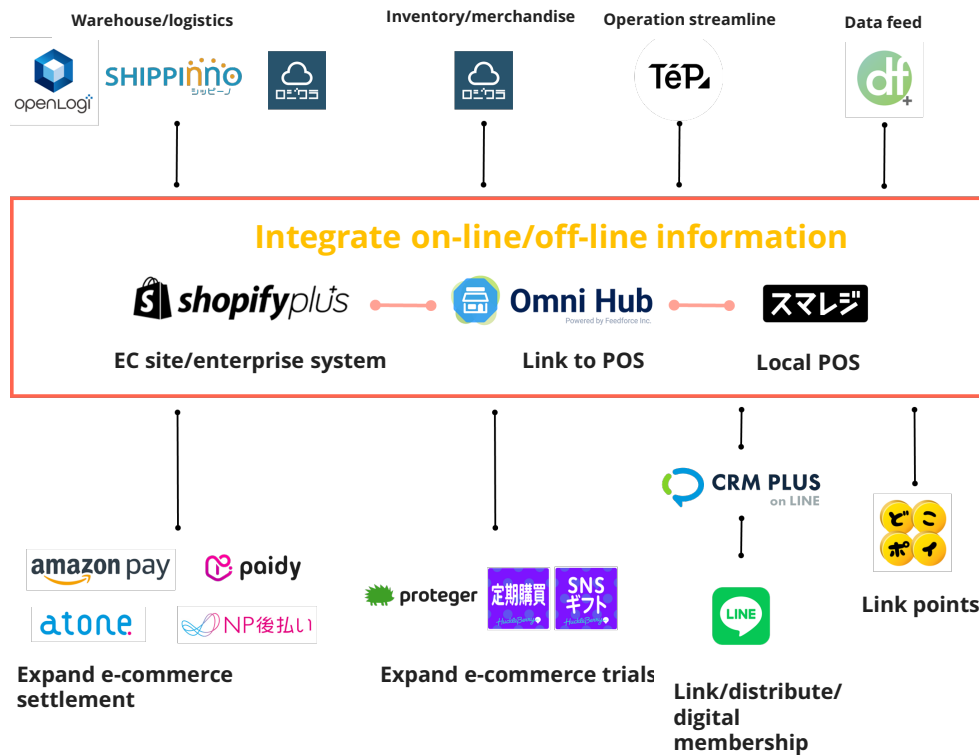 Warehouse/logistics
Inventory/merchandise
Operation streamline
Data feed
openLogi
SHIPPINNO
シッピーノ
ロジクラ
ロジクラ
TēP
df+
Integrate on-line/off-line information
shopifyplus
Omni Hub
Powered by Feedforce Inc.
スマレジ
EC site/enterprise system
Link to POS
Local POS
CRM PLUS
on LINE
どこ
ポイ
amazon pay
paidy
atone
NP後払い
proteger
定期購買
HuckleBerry
SNS
ギフト
HuckleBerry
LINE
Link points
Expand e-commerce
settlement
Expand e-commerce trials
Link/distribute/
digital
membership